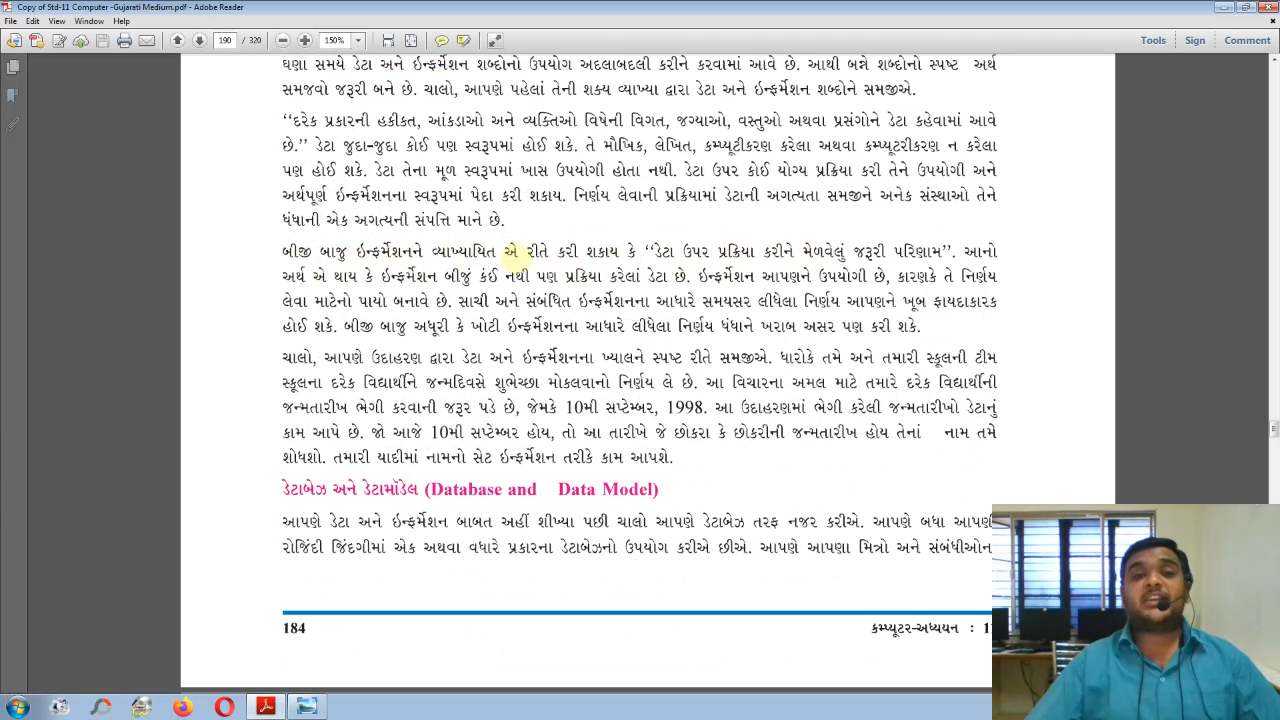 Copy of Std-11 Computer -Gujarati Medium.pdf - Adobe Reader
File Edit View Window Help
190 / 320 150% Tools Sign Comment
ઘણા સમયે ડેટા અને ઇન્ફર્મેશન શબ્દોનો ઉપયોગ અદલાબદલી કરીને કરવામાં આવે છે. આથી બન્ને શબ્દોનો સ્પષ્ટ અર્થ
સમજવો જરૂરી બને છે. ચાલો, આપણે પહેલાં તેની શક્ય વ્યાખ્યા દ્વારા ડેટા અને ઇન્ફર્મેશન શબ્દોને સમજીએ.
‘‘દરેક પ્રકારની હકીકત, આંકડાઓ અને વ્યક્તિઓ વિષેની વિગત, જગ્યાઓ, વસ્તુઓ અથવા પ્રસંગોને ડેટા કહેવામાં આવે
છે.’’ ડેટા જુદા-જુદા કોઈ પણ સ્વરૂપમાં હોઈ શકે. તે મૌખિક, લેખિત, કમ્પ્યૂટીકરણ કરેલા અથવા કમ્પ્યૂટરીકરણ ન કરેલા
પણ હોઈ શકે. ડેટા તેના મૂળ સ્વરૂપમાં ખાસ ઉપયોગી હોતા નથી. ડેટા ઉપર કોઈ યોગ્ય પ્રક્રિયા કરી તેને ઉપયોગી અને
અર્થપૂર્ણ ઇન્ફર્મેશનના સ્વરૂપમાં પેદા કરી શકાય. નિર્ણય લેવાની પ્રક્રિયામાં ડેટાની અગત્યતા સમજીને અનેક સંસ્થાઓ તેને
ધંધાની એક અગત્યની સંપત્તિ માને છે.
બીજી બાજુ ઇન્ફર્મેશનને વ્યાખ્યાયિત એ રીતે કરી શકાય કે ‘‘ડેટા ઉપર પ્રક્રિયા કરીને મેળવેલું જરૂરી પરિણામ’’. આનો
અર્થ એ થાય કે ઇન્ફર્મેશન બીજું કંઈ નથી પણ પ્રક્રિયા કરેલાં ડેટા છે. ઇન્ફર્મેશન આપણને ઉપયોગી છે, કારણકે તે નિર્ણય
લેવા માટેનો પાયો બનાવે છે. સાચી અને સંબંધિત ઇન્ફર્મેશનના આધારે સમયસર લીધેલા નિર્ણય આપણને ખૂબ ફાયદાકારક
હોઈ શકે. બીજી બાજુ અધૂરી કે ખોટી ઇન્ફર્મેશનના આધારે લીધેલા નિર્ણય ધંધાને ખરાબ અસર પણ કરી શકે.
ચાલો, આપણે ઉદાહરણ દ્વારા ડેટા અને ઇન્ફર્મેશનના ખ્યાલને સ્પષ્ટ રીતે સમજીએ. ધારોકે તમે અને તમારી સ્કૂલની ટીમ
સ્કૂલના દરેક વિદ્યાર્થીને જન્મદિવસે શુભેચ્છા મોકલવાનો નિર્ણય લે છે. આ વિચારના અમલ માટે તમારે દરેક વિદ્યાર્થીની
જન્મતારીખ ભેગી કરવાની જરૂર પડે છે, જેમકે 10મી સપ્ટેમ્બર, 1998. આ ઉદાહરણમાં ભેગી કરેલી જન્મતારીખો ડેટાનું
કામ આપે છે. જો આજે 10મી સપ્ટેમ્બર હોય, તો આ તારીખે જે છોકરા કે છોકરીની જન્મતારીખ હોય તેનાં નામ તમે
શોધશો. તમારી યાદીમાં નામનો સેટ ઇન્ફર્મેશન તરીકે કામ આપશે.
ડેટાબેઝ અને ડેટામૉડેલ (Database and Data Model)
આપણે ડેટા અને ઇન્ફર્મેશન બાબત અહીં શીખ્યા પછી ચાલો આપણે ડેટાબેઝ તરફ નજર કરીએ. આપણે બધા
રોજિંદી જિંદગીમાં એક અથવા વધારે પ્રકારના ડેટાબેઝનો ઉપયોગ કરીએ છીએ. આપણે આપણા મિત્રો અને
184 કમ્પ્યૂટર-અધ્યયન :